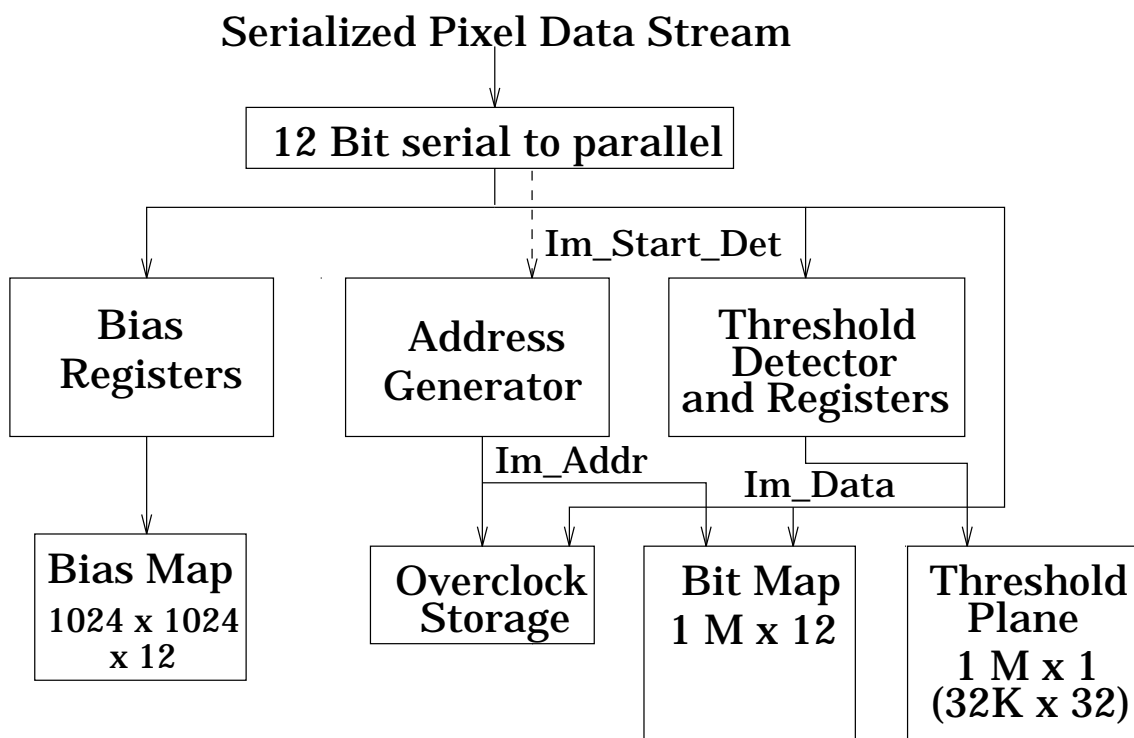 Serialized Pixel Data Stream
12 Bit serial to parallel
Im_Start_Det
Bias
Registers
Address
Generator
Threshold
Detector
and Registers
Im_Addr
Im_Data
Bias Map
1024 x 1024
x 12
Overclock
Storage
Bit Map
1 M x 12
Threshold
Plane
1 M x 1
(32K x 32)